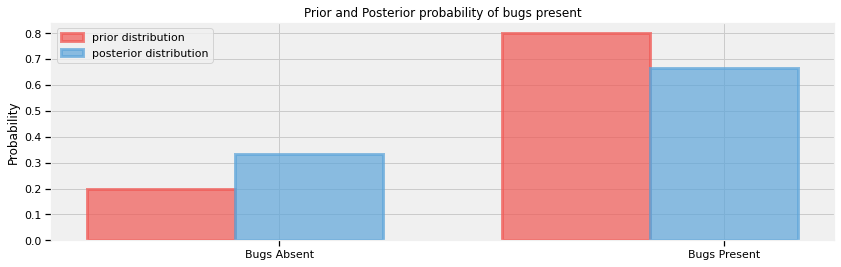 Prior and Posterior probability of bugs present
prior distribution
posterior distribution
Probability
0.8
0.7
0.6
0.5
0.4
0.3
0.2
0.1
0.0
Bugs Absent
Bugs Present